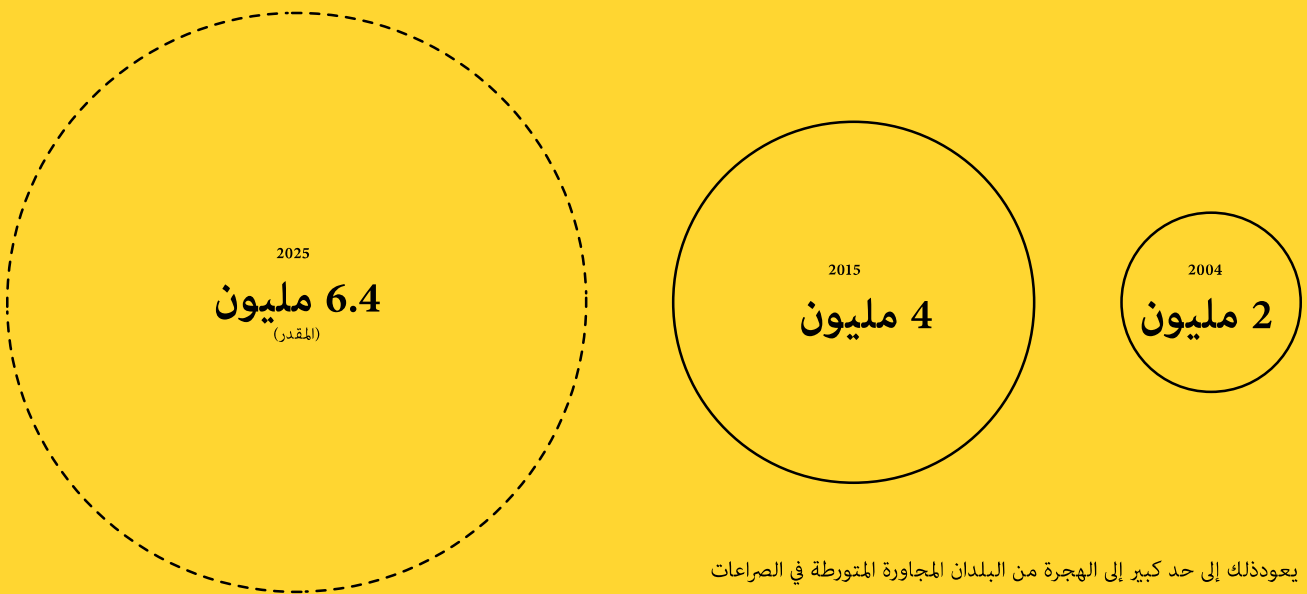 2004
2 مليون
2015
4 مليون
2025
6.4 مليون
(المقدر)
يعودذلك إلى حد كبير إلى الهجرة من البلدان المجاورة المتورطة في الصراعات